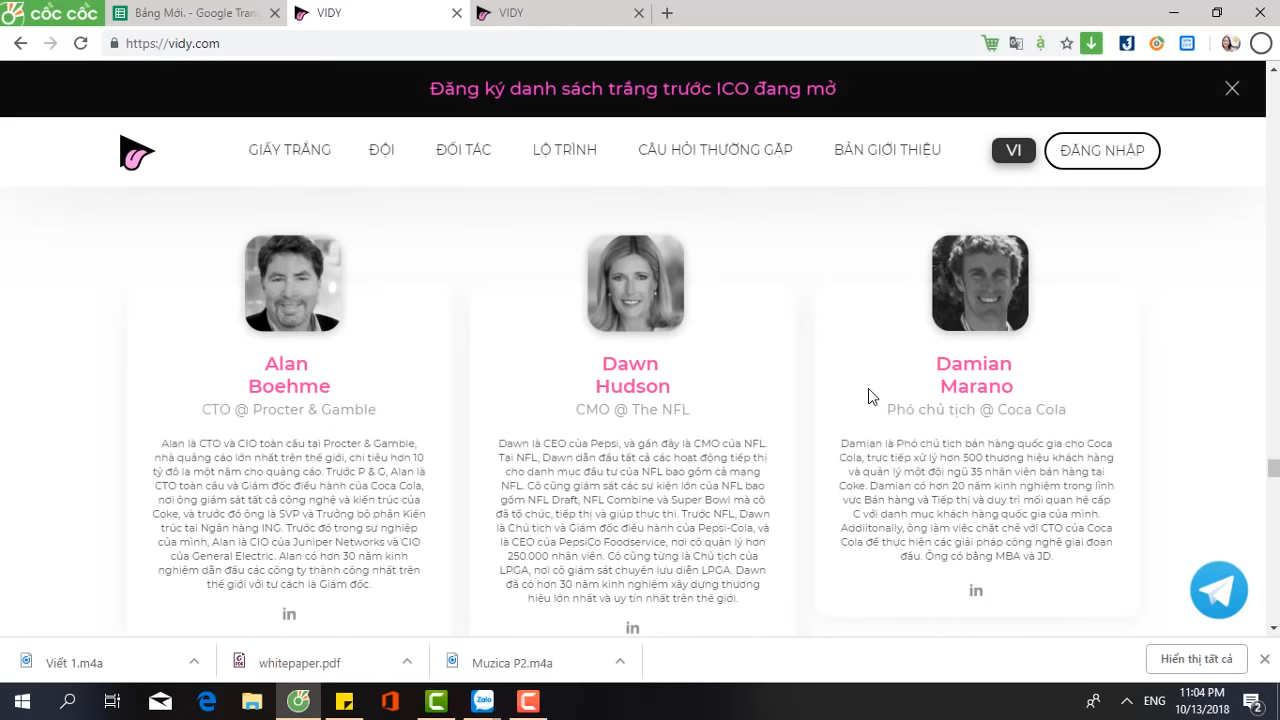 cốc cốc
Bảng Mới. - Google Trang
VIDY
VIDY
https://vidy.com
Đăng ký danh sách trắng trước ICO đang mở
GIẤY TRẮNG
ĐỘI
ĐỐI TÁC
LỘ TRÌNH
CÂU HỎI THƯỜNG GẶP
BẢN GIỚI THIỆU
VI
ĐĂNG NHẬP
Alan
Boehme
CTO @ Procter & Gamble
Alan là CTO và CIO toàn cầu tại Procter & Gamble,
nhà quảng cáo lớn nhất trên thế giới, chi tiêu hơn 10
tỷ đô la một năm cho quảng cáo. Trước P & G, Alan là
CTO toàn cầu và Giám đốc điều hành của Coca Cola,
nơi ông giám sát tất cả công nghệ và kiến trúc của
Coke, và trước đó ông là SVP và Trưởng bộ phận Kiến
trúc tại Ngân hàng ING. Trước đó trong sự nghiệp
của mình, Alan là CIO của Juniper Networks và CIO
của General Electric. Alan có hơn 30 năm kinh
nghiệm dẫn đầu các công ty thành công nhất trên
thế giới với tư cách là Giám đốc.
in
Dawn
Hudson
CMO @ The NFL
Dawn là CEO của Pepsi, và gần đây là CMO của NFL.
Tại NFL, Dawn dẫn đầu tất cả các hoạt động tiếp thị
cho danh mục đầu tư của NFL bao gồm cả mạng
NFL. Cô cũng giám sát các sự kiện lớn của NFL bao
gồm NFL Draft, NFL Combine và Super Bowl mà cô
đã tổ chức, tiếp thị và giúp thực thi. Trước NFL, Dawn
là Chủ tịch và Giám đốc điều hành của Pepsi-Cola, và
là CEO của PepsiCo Foodservice, nơi cô quản lý hơn
250.000 nhân viên. Cô cũng từng là Chủ tịch của
LPGA, nơi cô giám sát chuyến lưu diễn LPGA. Dawn
đã có hơn 30 năm kinh nghiệm xây dựng thương
hiệu lớn nhất và uy tín nhất trên thế giới.
in
Damian
Marano
Phó chủ tịch @ Coca Cola
Damian là Phó chủ tịch bán hàng quốc gia cho Coca
Cola, trực tiếp xử lý hơn 500 thương hiệu khách hàng
và quản lý một đội ngũ 35 nhân viên bán hàng tại
Coke. Damian có hơn 20 năm kinh nghiệm trong lĩnh
vực Bán hàng và Tiếp thị và duy trì mối quan hệ cấp
C với danh mục khách hàng quốc gia của mình.
Addiitonally, ông làm việc chặt chẽ với CTO của Coca
Cola để thực hiện các giải pháp công nghệ giai đoạn
đầu. Ông có bằng MBA và JD.
in
Viết 1.m4a
whitepaper.pdf
Muzica P2.m4a
Hiển thị tất cả
Zalo
ENG
11:04 PM
10/13/2018
2